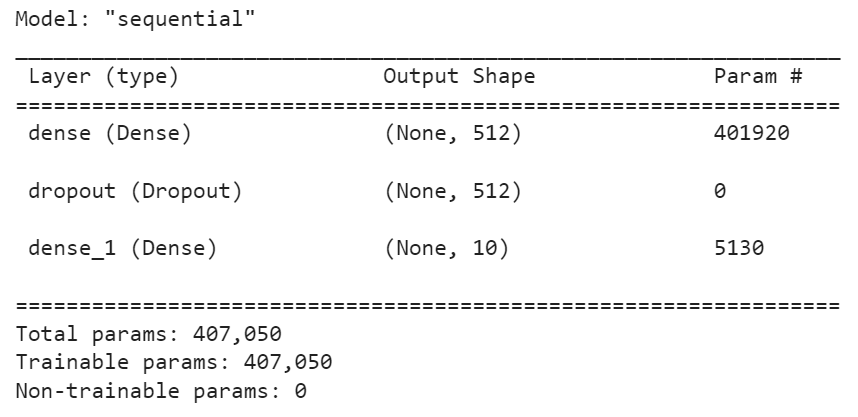 Model: "sequential"
_________________________________________________________________
Layer (type) Output Shape Param #
=================================================================
dense (Dense) (None, 512) 401920
dropout (Dropout) (None, 512) 0
dense_1 (Dense) (None, 10) 5130
=================================================================
Total params: 407,050
Trainable params: 407,050
Non-trainable params: 0